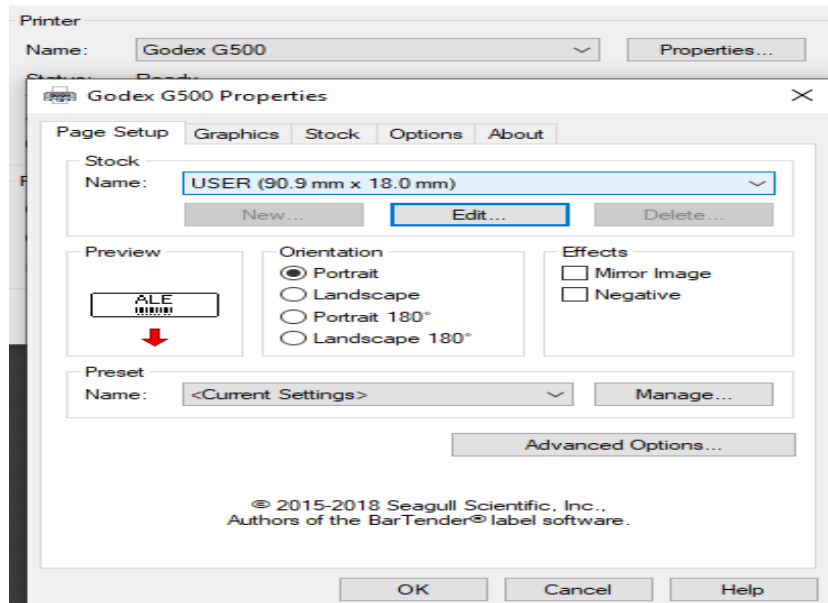 Printer
Name: Godex G500 Properties...
Godex G500 Properties
Page Setup Graphics Stock Options About
Stock
Name: USER (90.9 mm x 18.0 mm)
New... Edit... Delete...
Preview Orientation Effects
Portrait Mirror Image
ALE Landscape Negative
Portrait 180°
Landscape 180°
Preset
Name: <Current Settings> Manage...
Advanced Options...
© 2015-2018 Seagull Scientific, Inc.,
Authors of the BarTender® label software.
OK Cancel Help